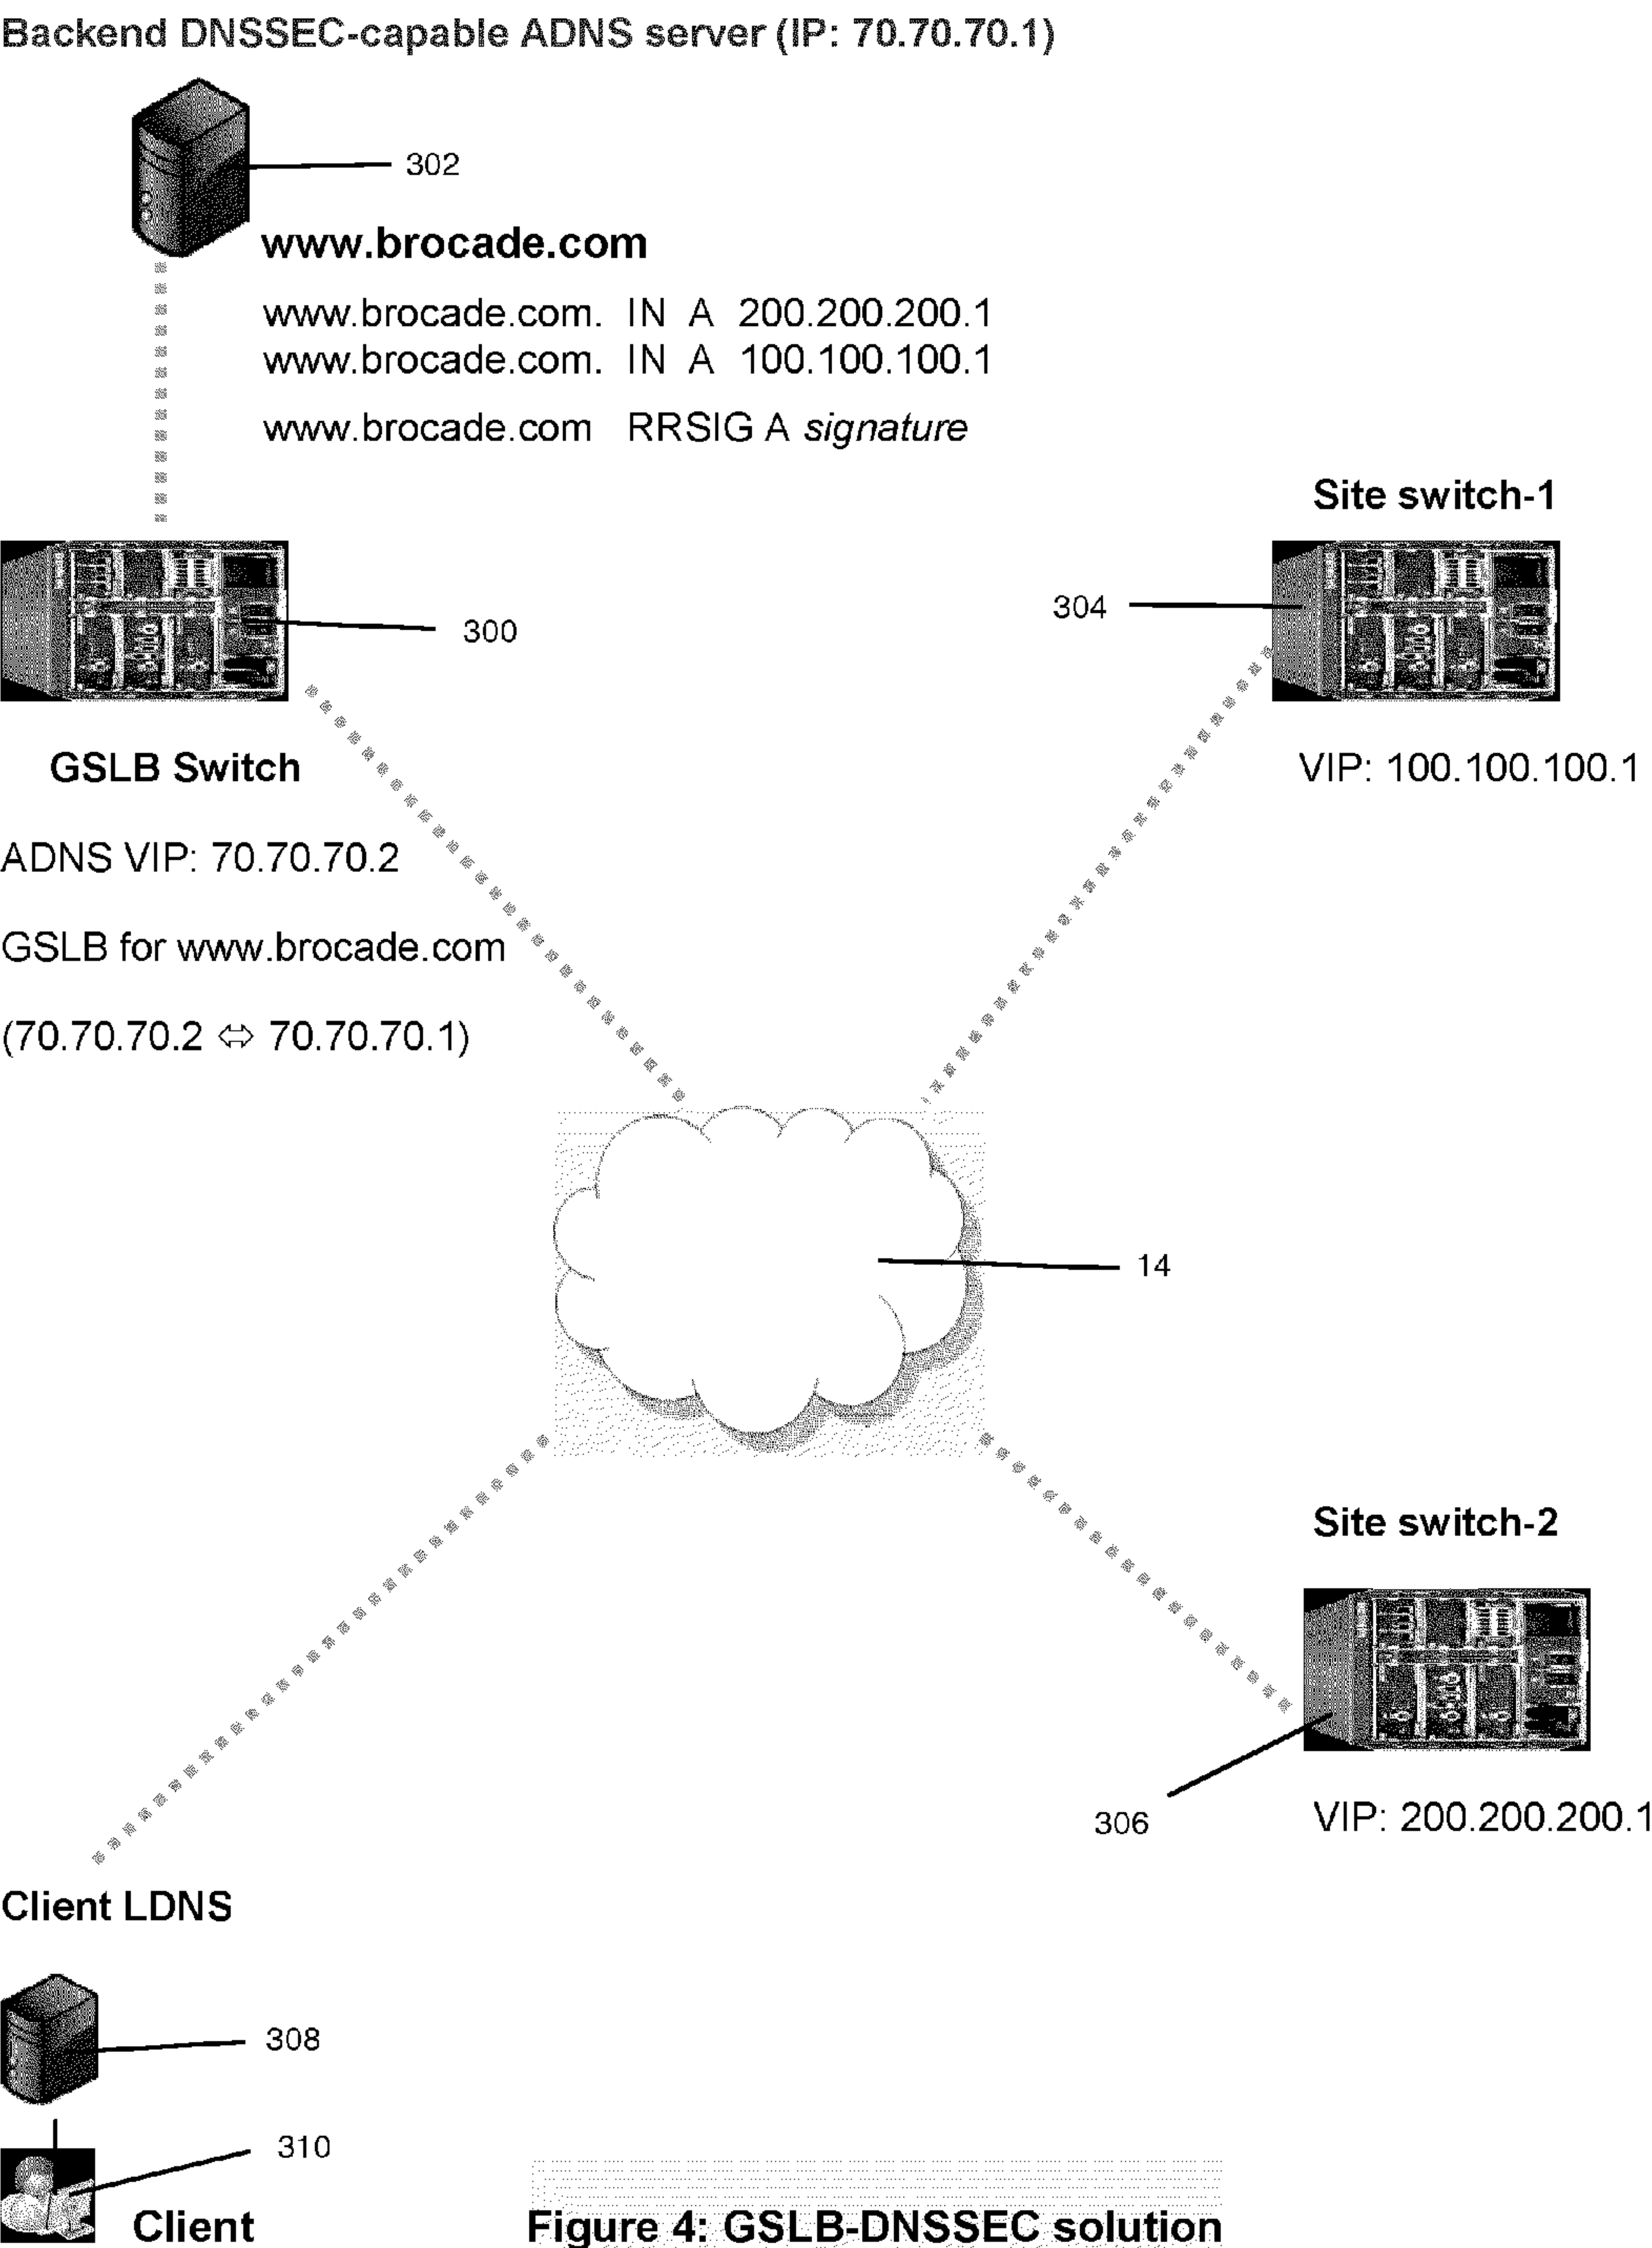 Backend DNSSEC-capable ADNS server (IP: 70.70.70.1)
302
www.brocade.com
www.brocade.com. IN A 200.200.200.1
www.brocade.com. IN A 100.100.100.1
www.brocade.com RRSIG A signature
Site switch-1
304
300
GSLB Switch
VIP: 100.100.100.1
ADNS VIP: 70.70.70.2
GSLB for www.brocade.com
(70.70.70.2 ⇔ 70.70.70.1)
14
Site switch-2
306
VIP: 200.200.200.1
Client LDNS
308
310
Client
Figure 4: GSLB-DNSSEC solution